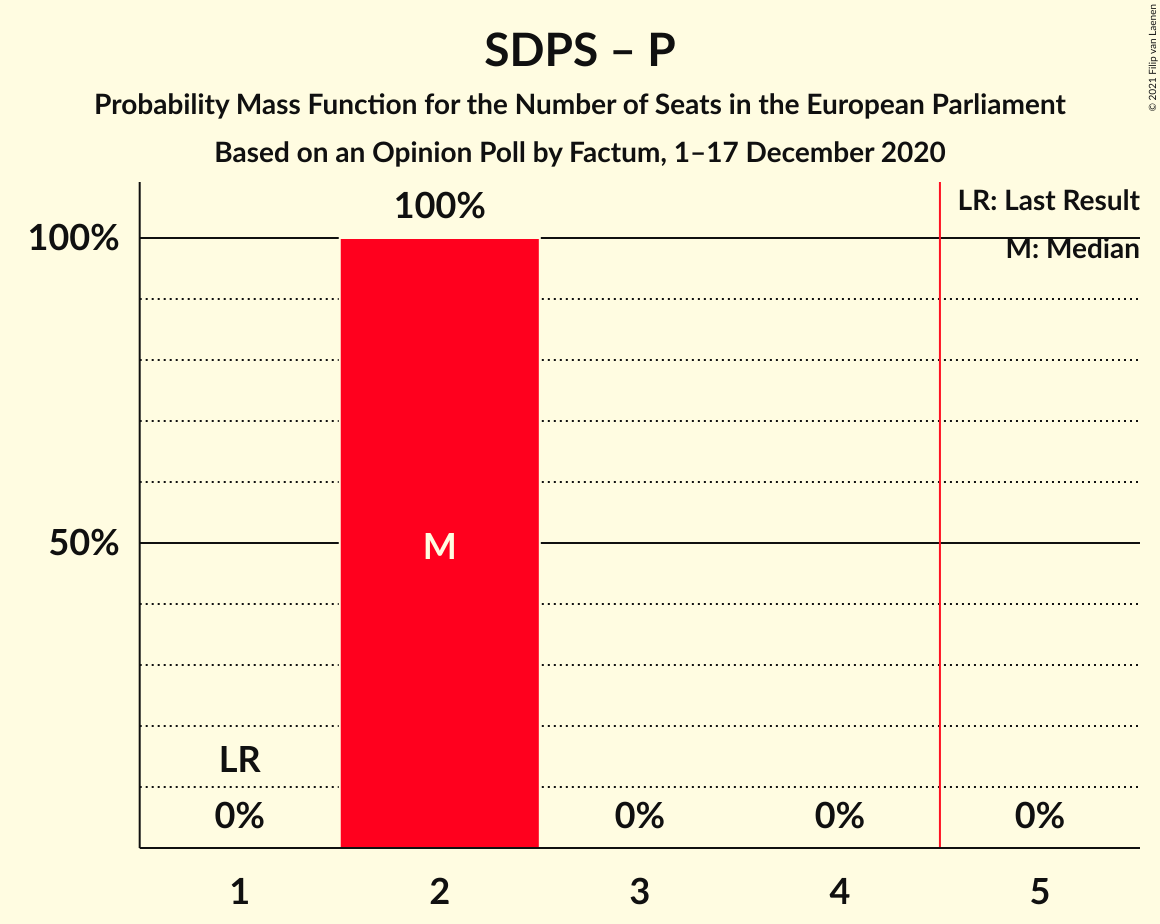 SDPS – P
Probability Mass Function for the Number of Seats in the European Parliament
Based on an Opinion Poll by Factum, 1–17 December 2020
© 2021 Filip van Laenen
LR: Last Result
M: Median
100%
100%
50%
M
LR
0%
0%
0%
0%
1
2
3
4
5